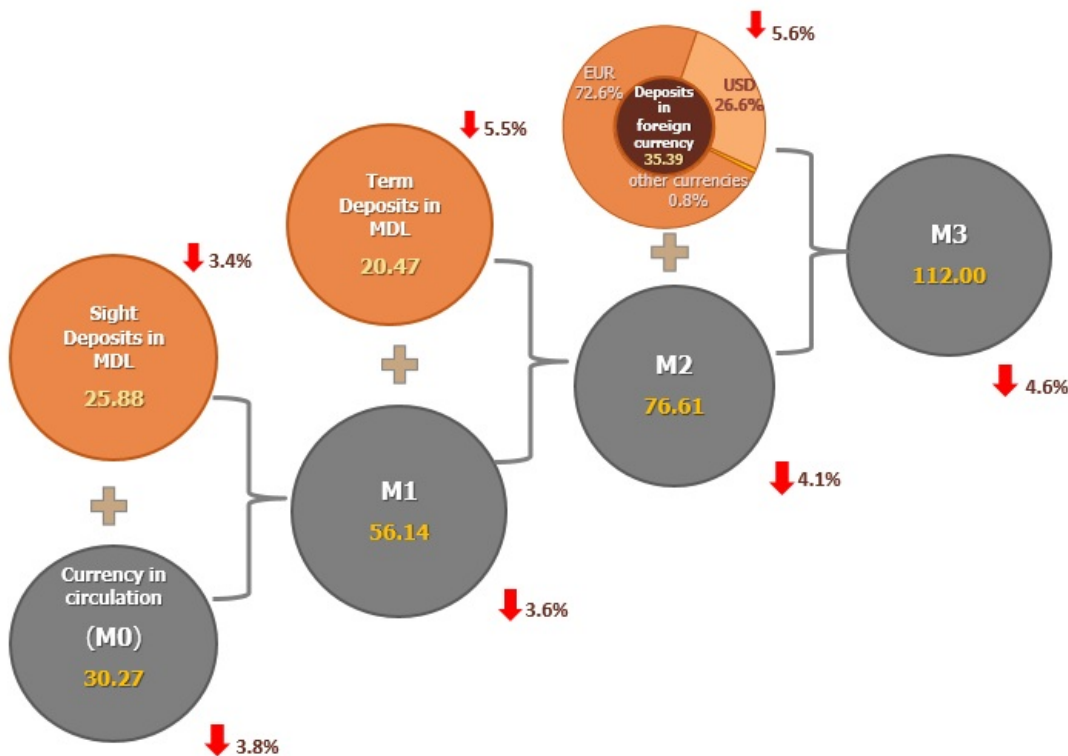 5.6%
EUR
72.6%
USD
26.6%
Deposits
in
foreign
currency
35.39
other currencies
0.8%
5.5%
Term
Deposits in
MDL
20.47
M3
112.00
4.6%
3.4%
Sight
Deposits in
MDL
25.88
M2
76.61
4.1%
M1
56.14
3.6%
Currency in
circulation
(M0)
30.27
3.8%